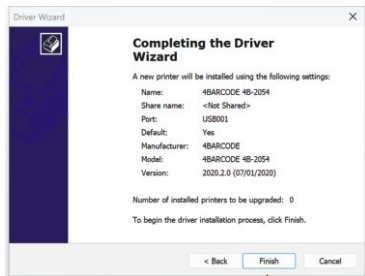 Driver Wizard
Completing the Driver
Wizard
A new printer will be installed using the following settings:
Name: 4BARCODE 4B-2054
Share name: <Not Shared>
Port: USB001
Default: Yes
Manufacturer: 4BARCODE
Model: 4BARCODE 4B-2054
Version: 2020.2.0 (07/01/2020)
Number of installed printers to be upgraded: 0
To begin the driver installation process, click Finish.
< Back Finish Cancel